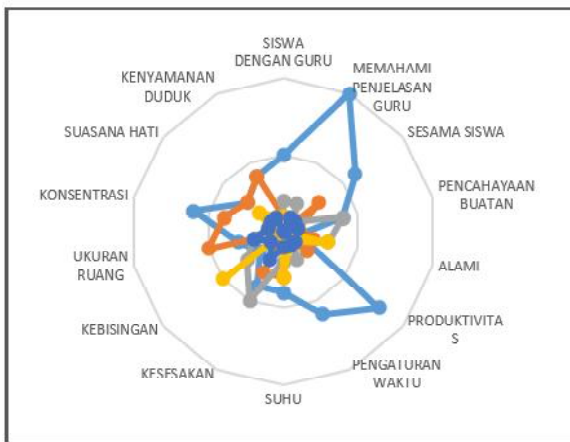 SISWA
DENGAN GURU
MEMAHAMI
PENJELASAN
GURU
SESAMA SISWA
PENCAHAYAAN
BUATAN
ALAMI
PRODUKTIVITA
S
PENGATURAN
WAKTU
SUHU
KESESAKAN
KEBISINGAN
UKURAN
RUANG
KONSENTRASI
SUASANA HATI
KENYAMANAN
DUDUK